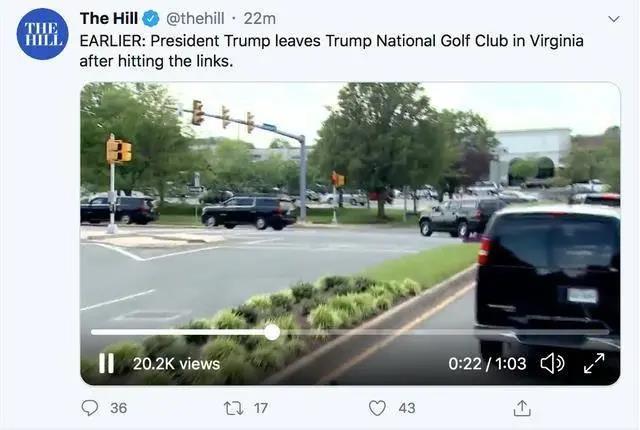 THE
HILL
The Hill @thehill · 22m
EARLIER: President Trump leaves Trump National Golf Club in Virginia
after hitting the links.
20.2K views
0:22 / 1:03
36
17
43